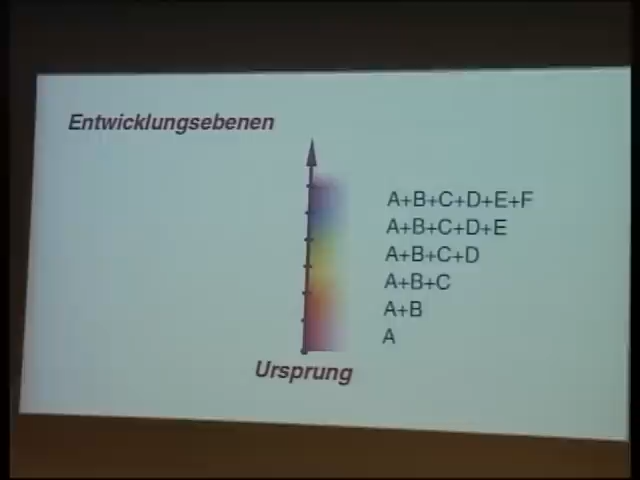 Entwicklungsebenen
A+B+C+D+E+F
A+B+C+D+E
A+B+C+D
A+B+C
A+B
A
Ursprung